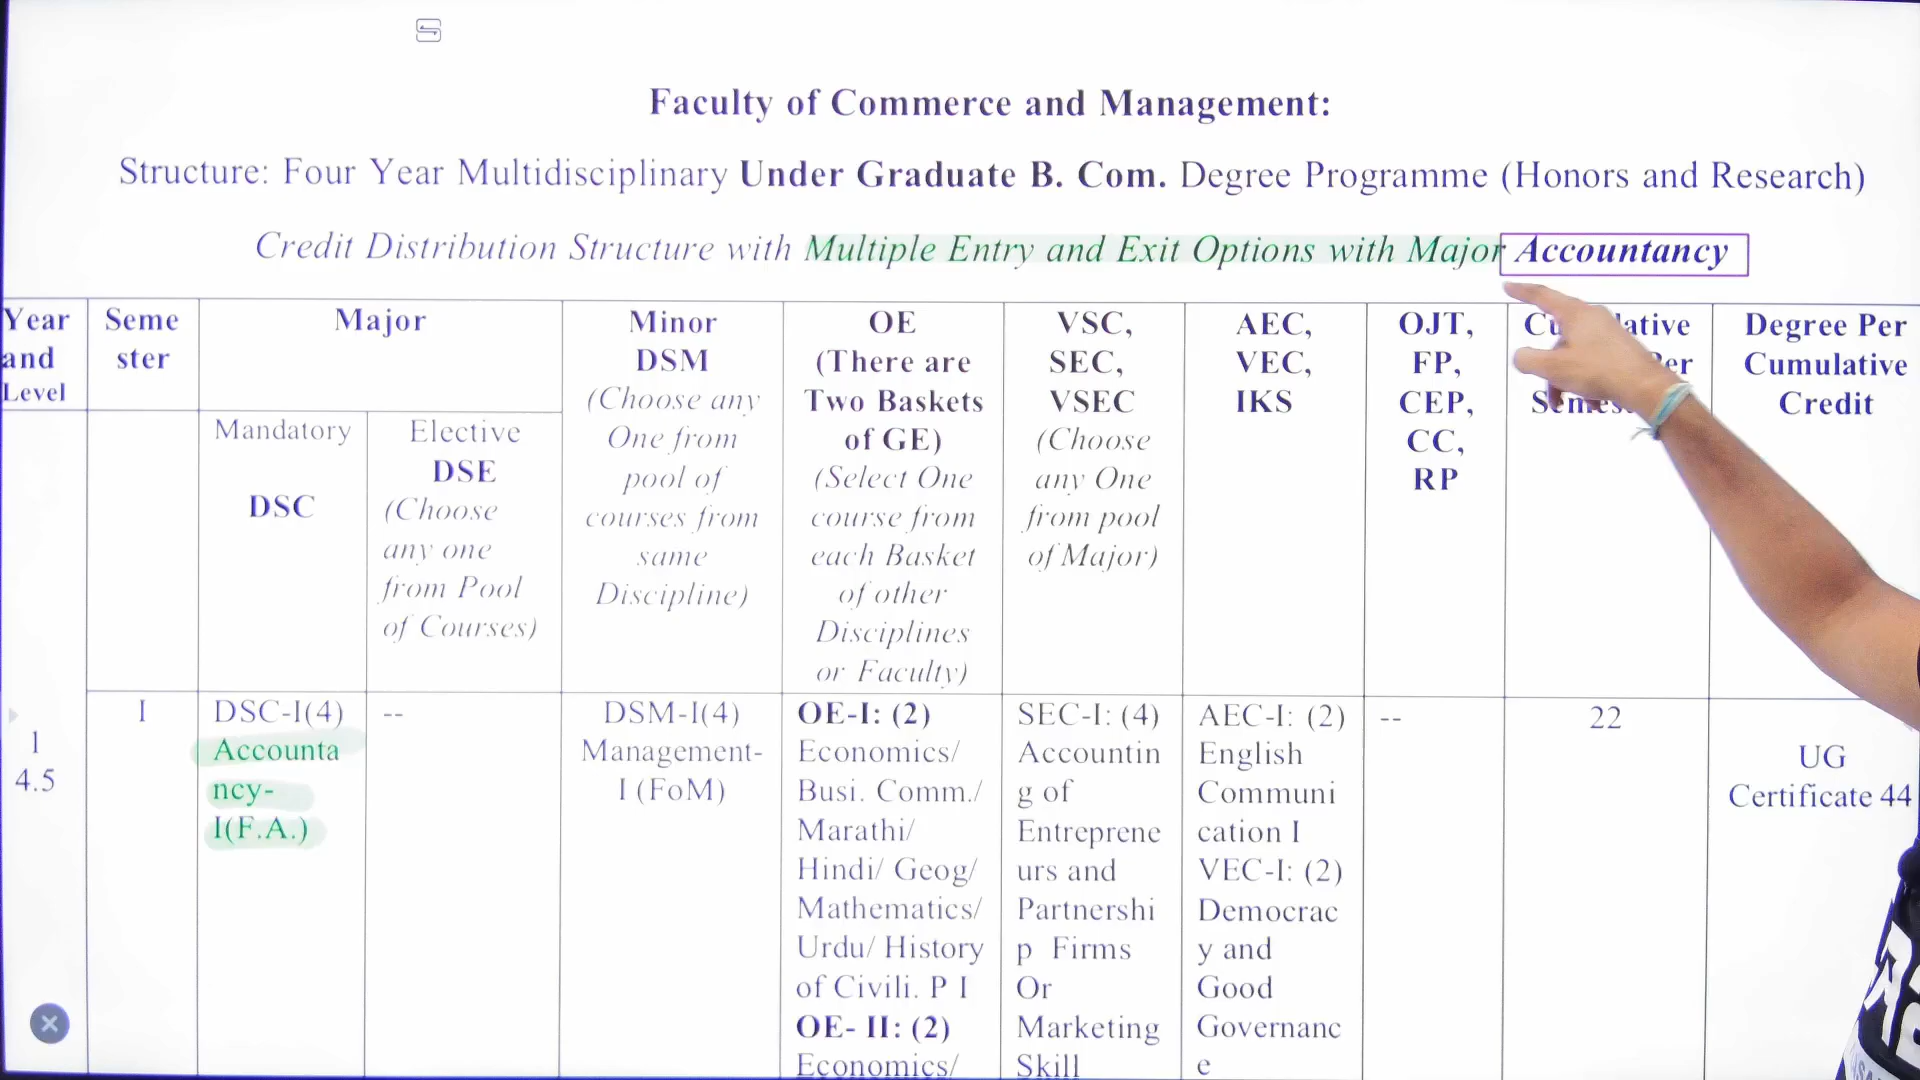 Faculty of Commerce and Management:
Structure: Four Year Multidisciplinary Under Graduate B. Com. Degree Programme (Honors and Research)
Credit Distribution Structure with Multiple Entry and Exit Options with Major Accountancy
Year
and
Level
Seme
ster
Major
Mandatory
DSC
Elective
DSE
(Choose
any one
from Pool
of Courses)
Minor
DSM
(Choose any
One from
pool of
courses from
same
Discipline)
OE
(There are
Two Baskets
of GE)
(Select One
course from
each Basket
of other
Disciplines
or Faculty)
VSC,
SEC,
VSEC
(Choose
any One
from pool
of Major)
AEC,
VEC,
IKS
OJT,
FP,
CEP,
CC,
RP
Degree Per
Cumulative
Credit
1
4.5
I
DSC-I(4)
Accounta
ncy-
I(F.A.)
--
DSM-I(4)
Management-
I (FoM)
OE-I: (2)
Economics/
Busi. Comm./
Marathi/
Hindi/ Geog/
Mathematics/
Urdu/ History
of Civili. P I
OE- II: (2)
Economics/
SEC-I: (4)
Accountin
g of
Entreprene
urs and
Partnershi
p Firms
Or
Marketing
Skill
AEC-I: (2)
English
Communi
cation I
VEC-I: (2)
Democrac
y and
Good
Governanc
e
--
22
UG
Certificate 44